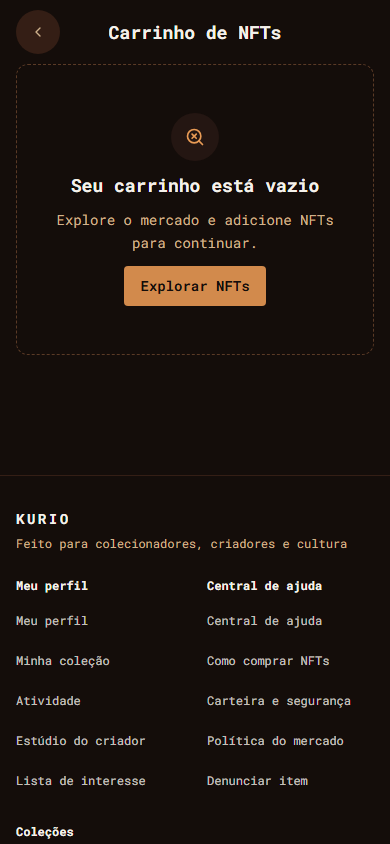 Carrinho de NFTs
Seu carrinho está vazio
Explore o mercado e adicione NFTs
para continuar.
Explorar NFTs
KURIO
Feito para colecionadores, criadores e cultura
Meu perfil
Meu perfil
Minha coleção
Atividade
Estúdio do criador
Lista de interesse
Central de ajuda
Central de ajuda
Como comprar NFTs
Carteira e segurança
Política do mercado
Denunciar item
Coleções